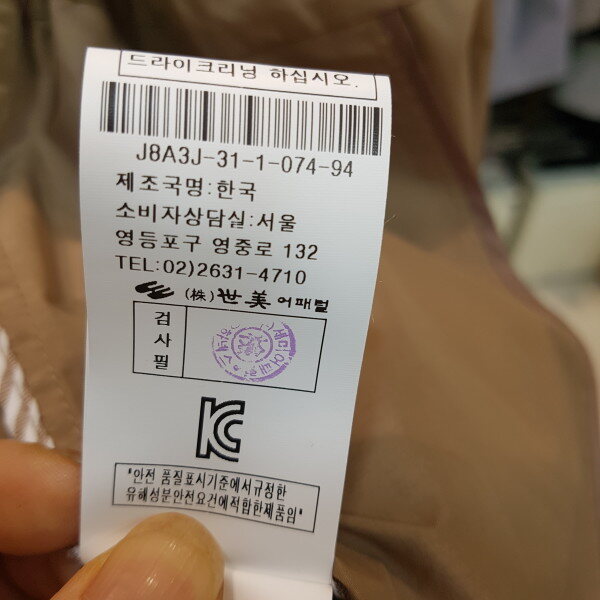 드라이크리닝 하십시오.
J8A3J-31-1-074-94
제조국명:한국
소비자상담실:서울
영등포구 영중로 132
TEL:02)2631-4710
(株)世美어패럴
검사필
KC
"안전 품질표시기준에서규정한
유해성분안전요건에적합한제품임"